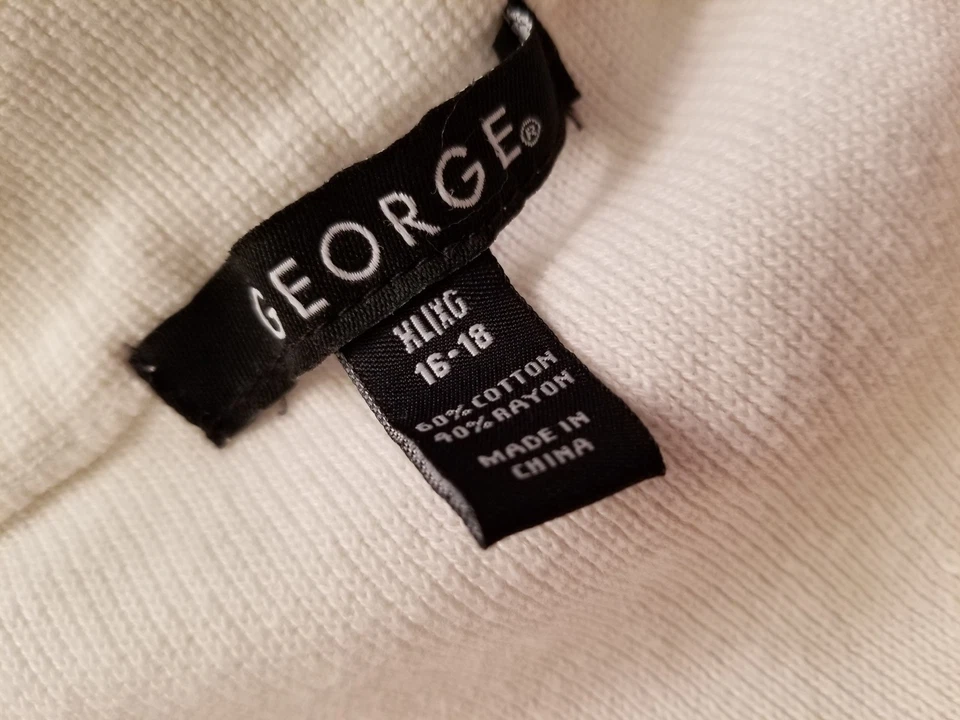 GEORGE®
XL/XG
16-18
60% COTTON
40% RAYON
MADE IN
CHINA